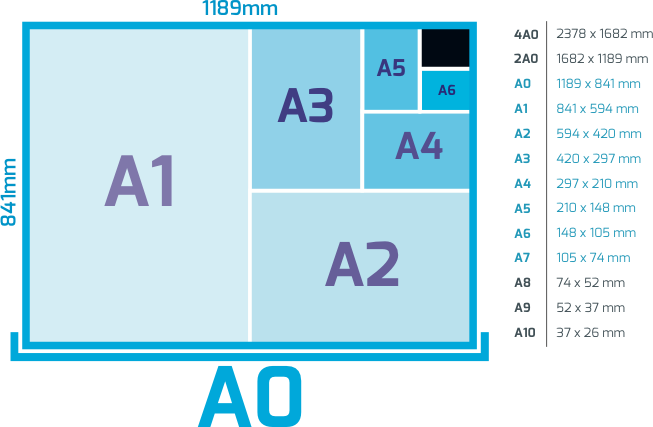 1189mm
841mm
A1
A3
A5
A6
A4
A2
A0
4A0 2378 x 1682 mm
2A0 1682 x 1189 mm
A0 1189 x 841 mm
A1 841 x 594 mm
A2 594 x 420 mm
A3 420 x 297 mm
A4 297 x 210 mm
A5 210 x 148 mm
A6 148 x 105 mm
A7 105 x 74 mm
A8 74 x 52 mm
A9 52 x 37 mm
A10 37 x 26 mm